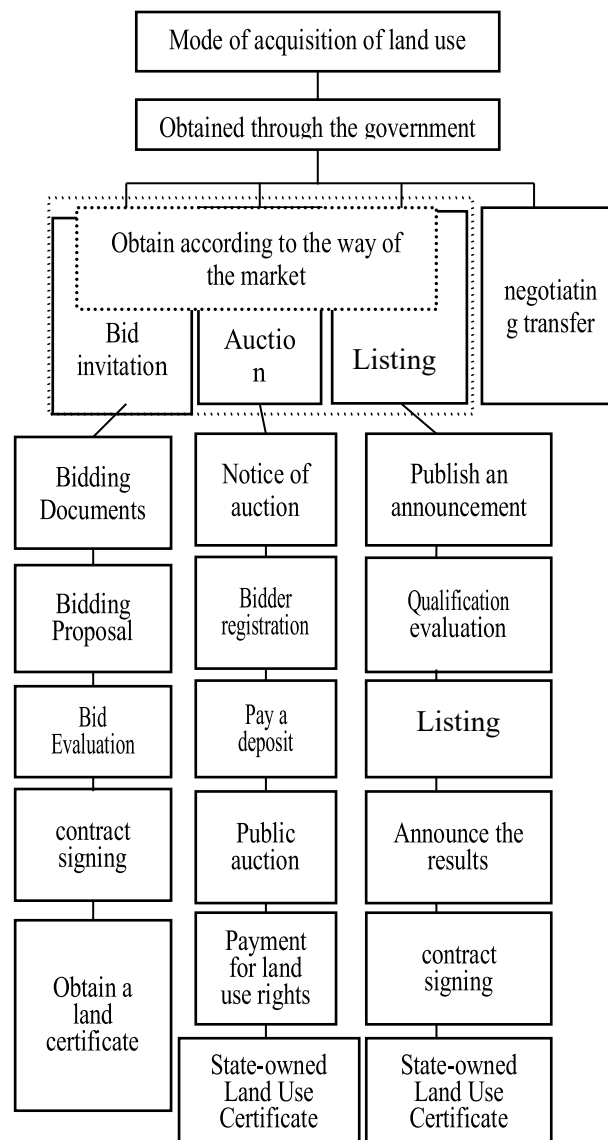 Mode of acquisition of land use
Obtained through the government
Obtain according to the way of
the market
Bid
invitation
Auctio
n
Listing
negotiatin
g transfer
Bidding
Documents
Bidding
Proposal
Bid
Evaluation
contract
signing
Obtain a
land
certificate
Notice of
auction
Bidder
registration
Pay a
deposit
Public
auction
Payment
for land
use rights
State-owned
Land Use
Certificate
Publish an
announcement
Qualification
evaluation
Listing
Announce the
results
contract
signing
State-owned
Land Use
Certificate